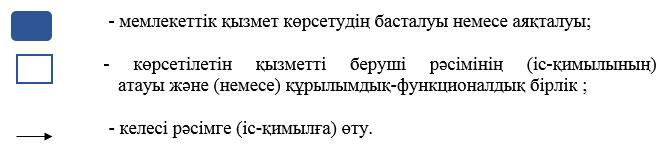 - мемлекеттік қызмет көрсетудің басталуы немесе аяқталуы;
- көрсетілетін қызметті беруші рәсімінің (іс-қимылының)
атауы және (немесе) құрылымдық-функционалдық бірлік ;
- келесі рәсімге (іс-қимылға) өту.